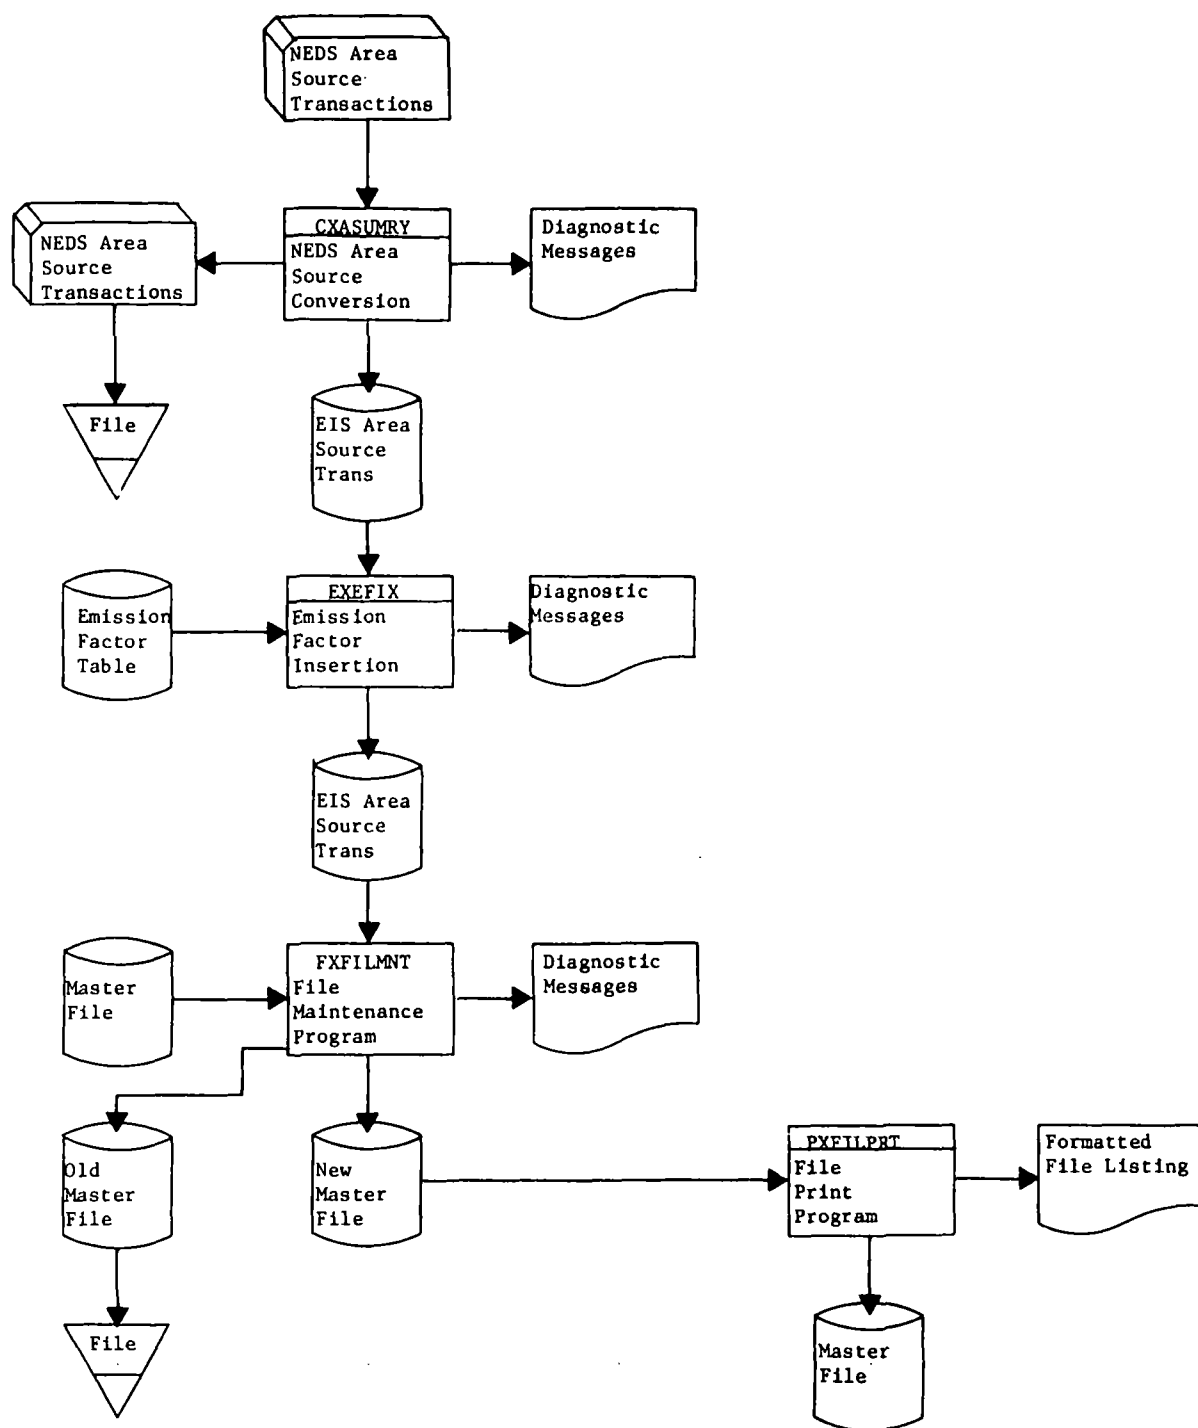 NEDS Area
Source
Transactions
NEDS Area
Source
Transactions
CXASUMRY
NEDS Area
Source
Conversion
Diagnostic
Messages
File
EIS Area
Source
Trans
Emission
Factor
Table
EXEFIX
Emission
Factor
Insertion
Diagnostic
Messages
EIS Area
Source
Trans
Master
File
FXFILMNT
File
Maintenance
Program
Diagnostic
Messages
Old
Master
File
New
Master
File
PXFILPRT
File
Print
Program
Formatted
File Listing
File
Master
File